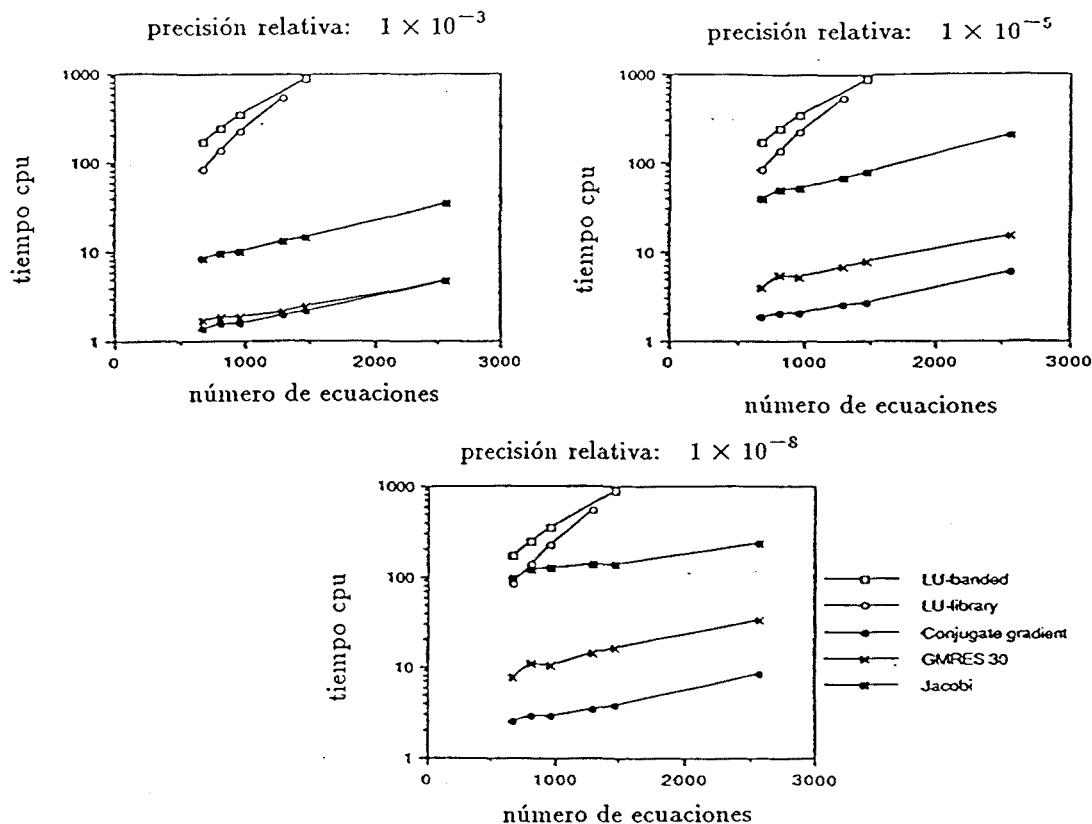 precisión relativa: 1 × 10⁻³
1000
100
10
1
tiempo cpu
0 1000 2000 3000
número de ecuaciones
precisión relativa: 1 × 10⁻⁵
1000
100
10
1
tiempo cpu
0 1000 2000 3000
número de ecuaciones
precisión relativa: 1 × 10⁻⁸
1000
100
10
1
tiempo cpu
0 1000 2000 3000
número de ecuaciones
LU-banded
LU-library
Conjugate gradient
GMRES 30
Jacobi